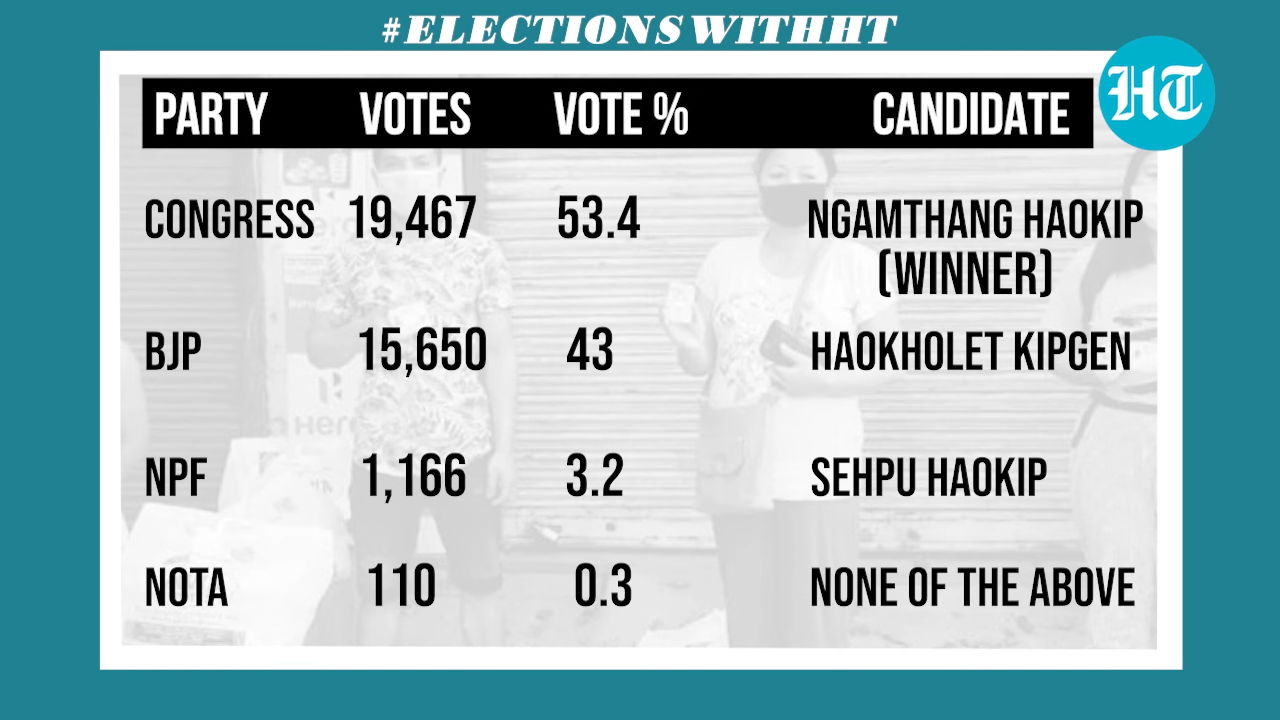 #ELECTIONSWITHHT
HT
PARTY VOTES VOTE % CANDIDATE
CONGRESS 19,467 53.4 NGAMTHANG HAOKIP
(WINNER)
BJP 15,650 43 HAOKHOLET KIPGEN
NPF 1,166 3.2 SEHPU HAOKIP
NOTA 110 0.3 NONE OF THE ABOVE